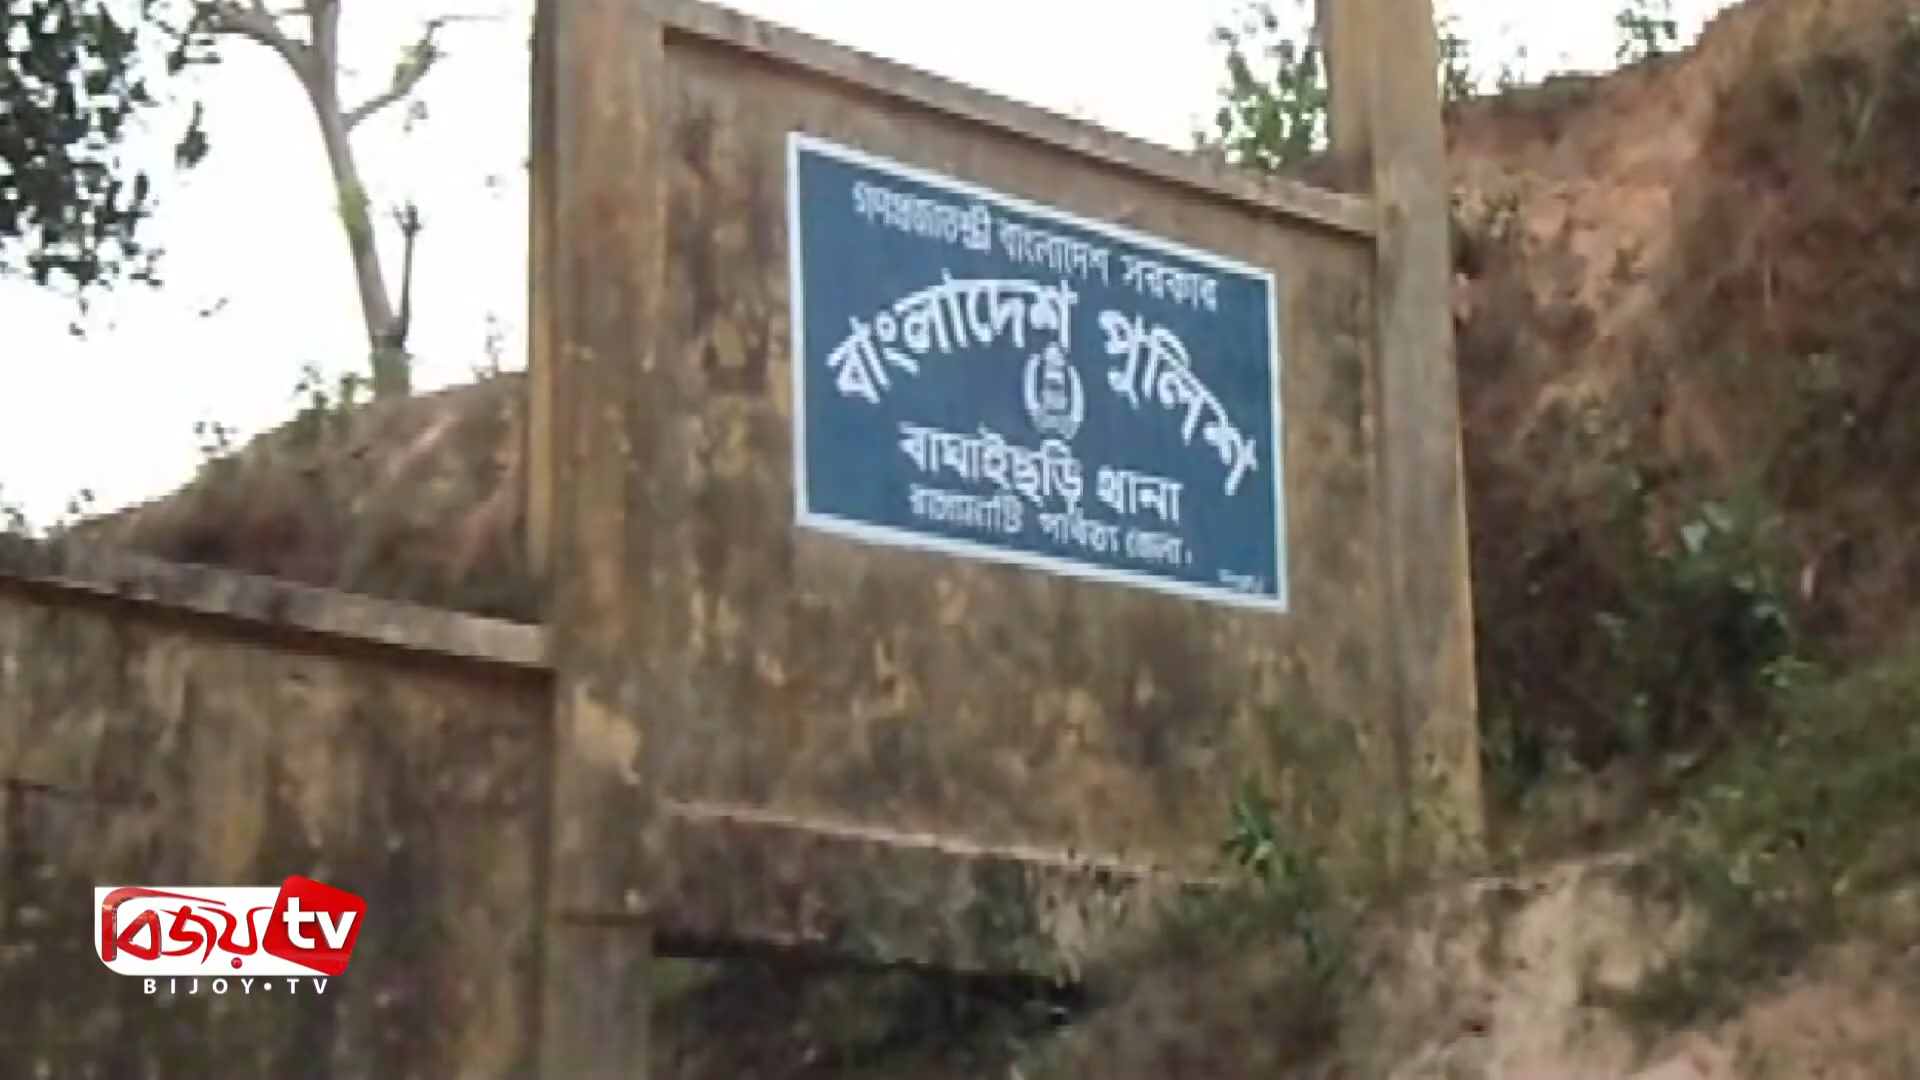 গণপ্রজাতন্ত্রী বাংলাদেশ সরকার
বাংলাদেশ পুলিশ
বাঘাইছড়ি থানা
রাঙ্গামাটি পার্বত্য জেলা।
বিজয় tv
BIJOY•TV